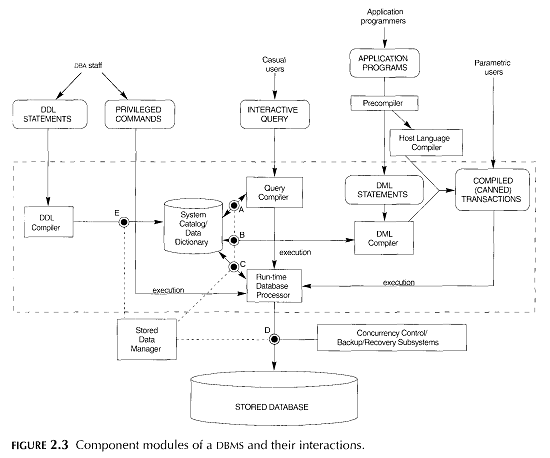 Application
programmers
DBA staff
Casual
users
Parametric
users
APPLICATION
PROGRAMS
DDL
STATEMENTS
PRIVILEGED
COMMANDS
INTERACTIVE
QUERY
Precompiler
Host Language
Compiler
DML
STATEMENTS
COMPILED
(CANNED)
TRANSACTIONS
Query
Compiler
DDL
Compiler
E
System
Catalog/
Data
Dictionary
A
B
C
DML
Compiler
execution
Run-time
Database
Processor
execution
execution
Stored
Data
Manager
D
Concurrency Control/
Backup/Recovery Subsystems
STORED DATABASE
FIGURE 2.3 Component modules of a DBMS and their interactions.